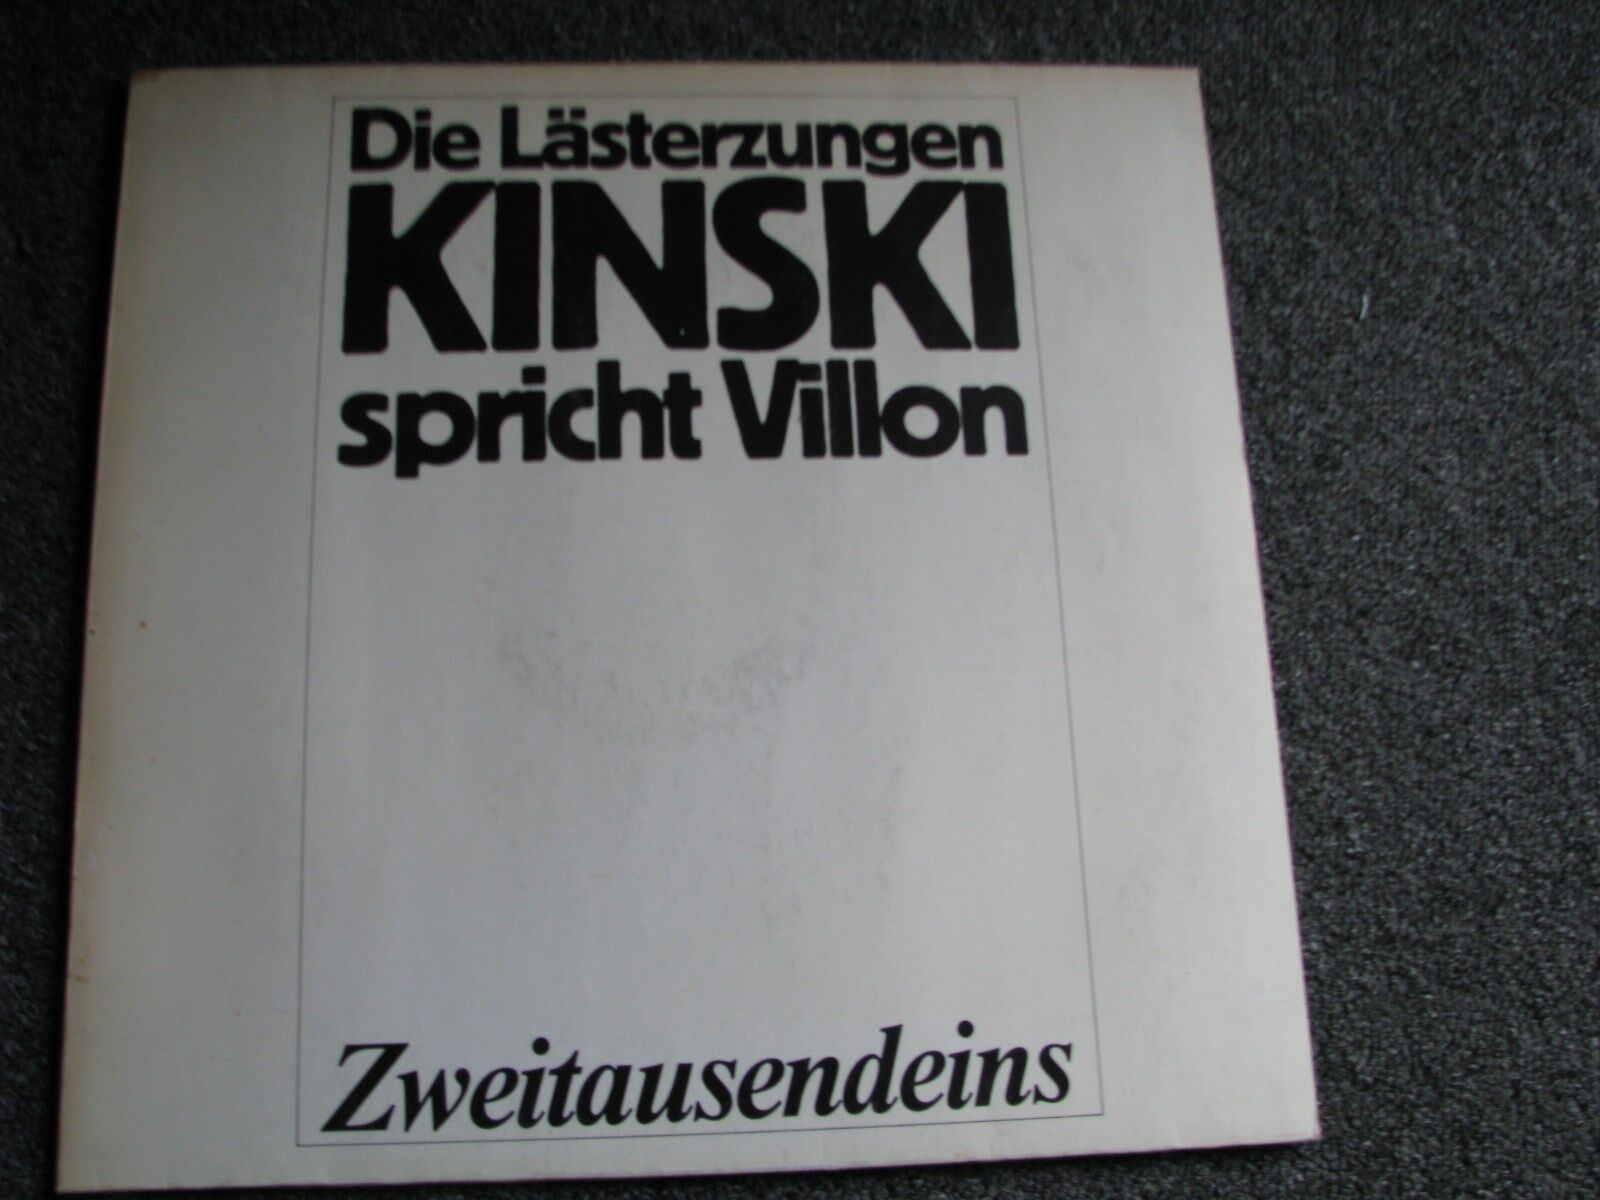 Die Lästerzungen
KINSKI
spricht Villon
Zweitausendeins